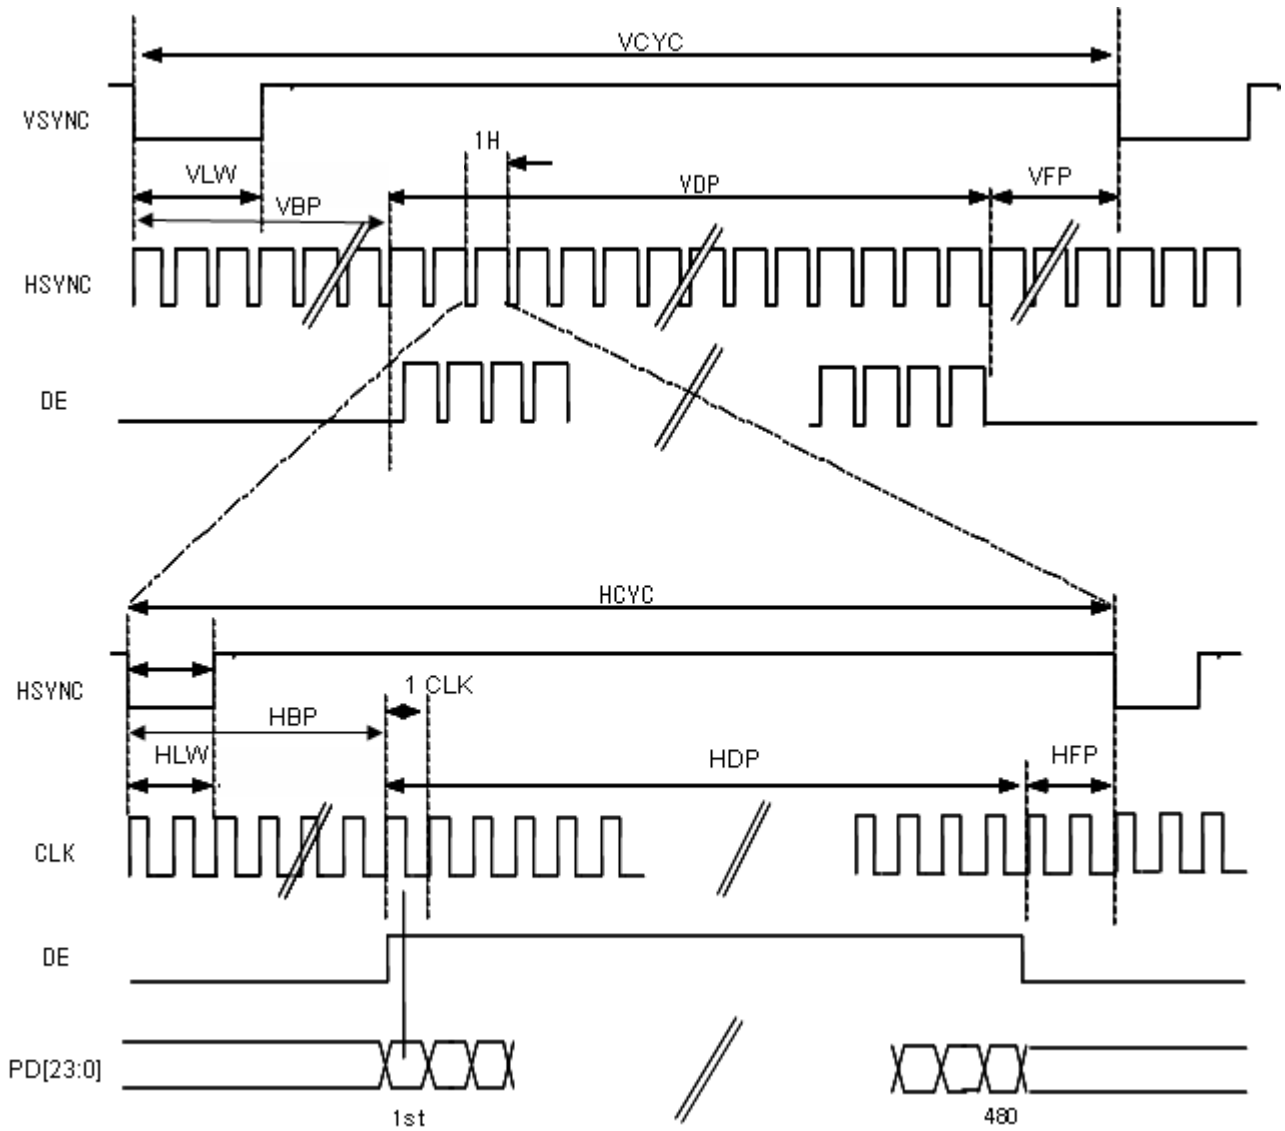 VCYC
VSYNC
1H
VLW
VDP
VFP
VBP
HSYNC
DE
HCYC
HSYNC
1 CLK
HBP
HLW
HDP
HFP
CLK
DE
PD[23:0]
1st
480